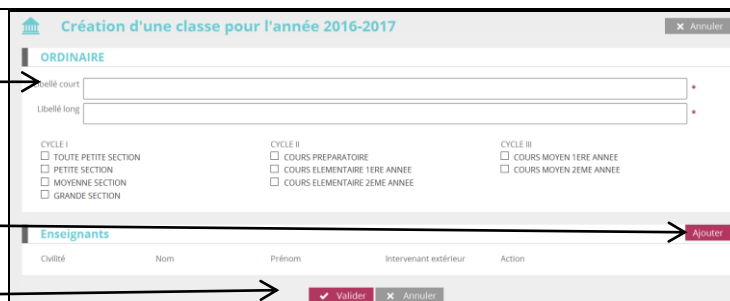 Création d'une classe pour l'année 2016-2017
Annuler
ORDINAIRE
Libellé court
*
Libellé long
*
CYCLE I CYCLE II CYCLE III
TOUTE PETITE SECTION COURS PREPARATOIRE COURS MOYEN 1ERE ANNEE
PETITE SECTION COURS ELEMENTAIRE 1ERE ANNEE COURS MOYEN 2EME ANNEE
MOYENNE SECTION COURS ELEMENTAIRE 2EME ANNEE
GRANDE SECTION
Enseignants Ajouter
Civilité Nom Prénom Intervenant extérieur Action
Valider Annuler